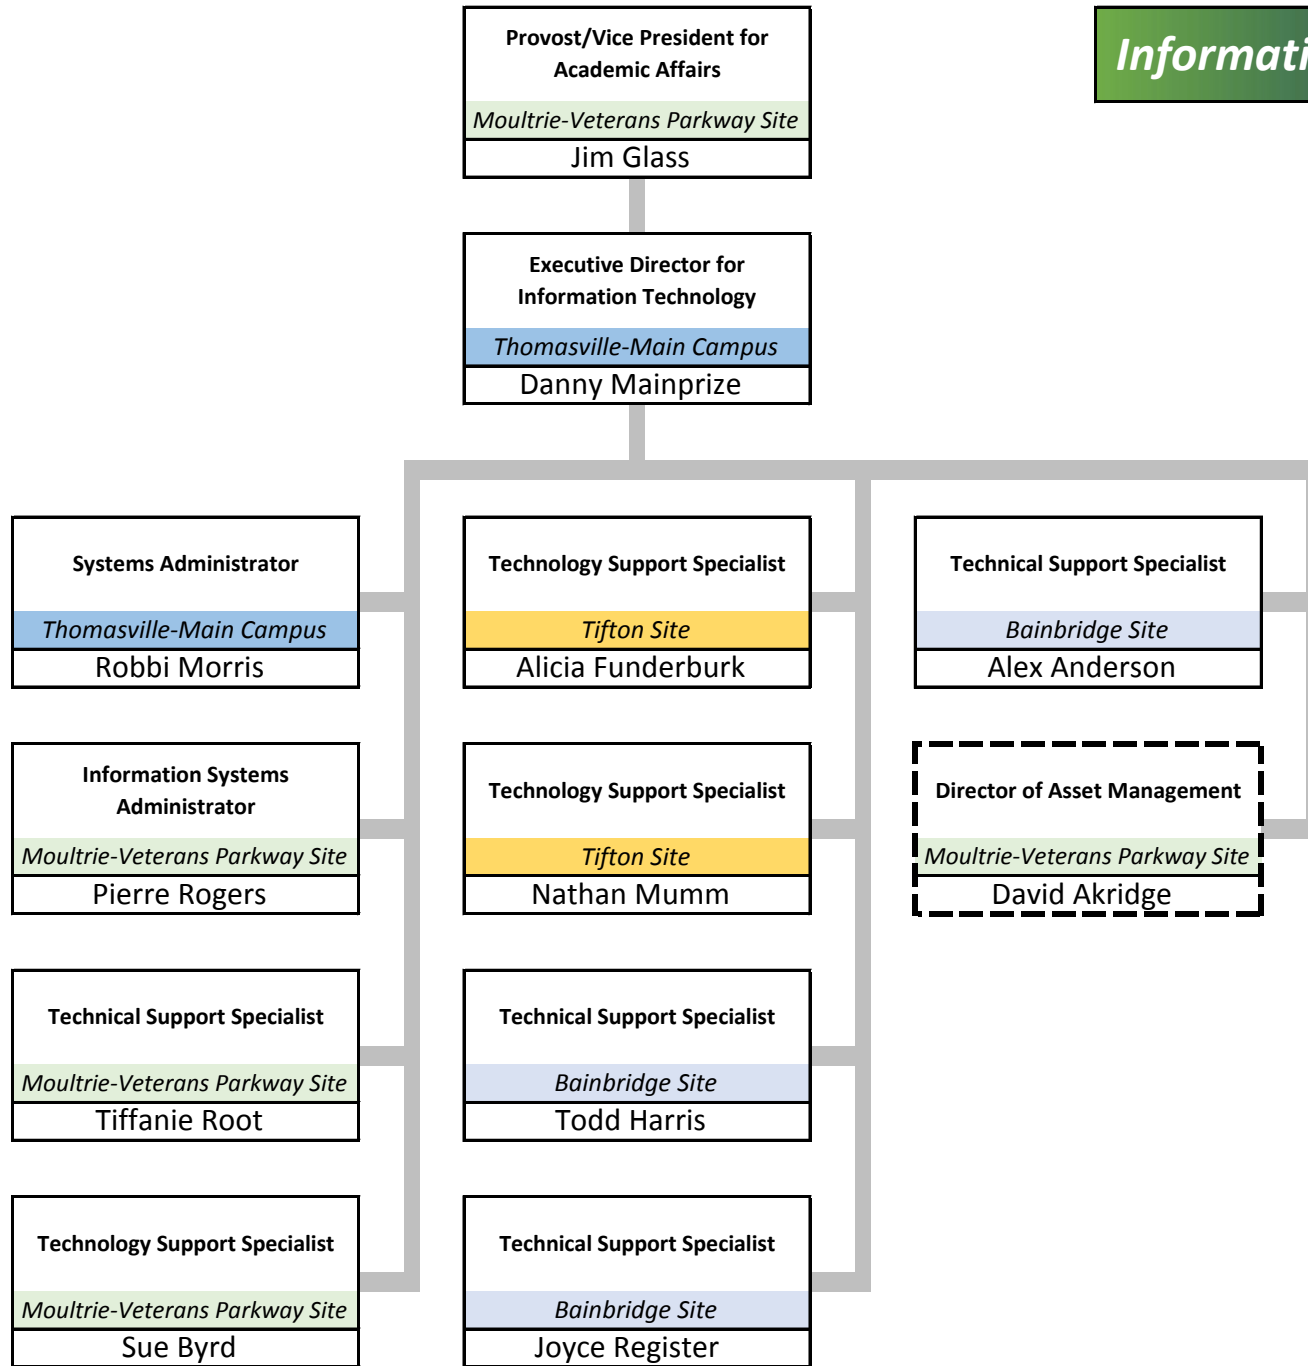 Provost/Vice President for
Academic Affairs
Moultrie-Veterans Parkway Site
Jim Glass
Informati
Executive Director for
Information Technology
Thomasville-Main Campus
Danny Mainprize
Systems Administrator
Thomasville-Main Campus
Robbi Morris
Technology Support Specialist
Tifton Site
Alicia Funderburk
Technical Support Specialist
Bainbridge Site
Alex Anderson
Information Systems
Administrator
Moultrie-Veterans Parkway Site
Pierre Rogers
Technology Support Specialist
Tifton Site
Nathan Mumm
Director of Asset Management
Moultrie-Veterans Parkway Site
David Akridge
Technical Support Specialist
Moultrie-Veterans Parkway Site
Tiffanie Root
Technical Support Specialist
Bainbridge Site
Todd Harris
Technology Support Specialist
Moultrie-Veterans Parkway Site
Sue Byrd
Technical Support Specialist
Bainbridge Site
Joyce Register